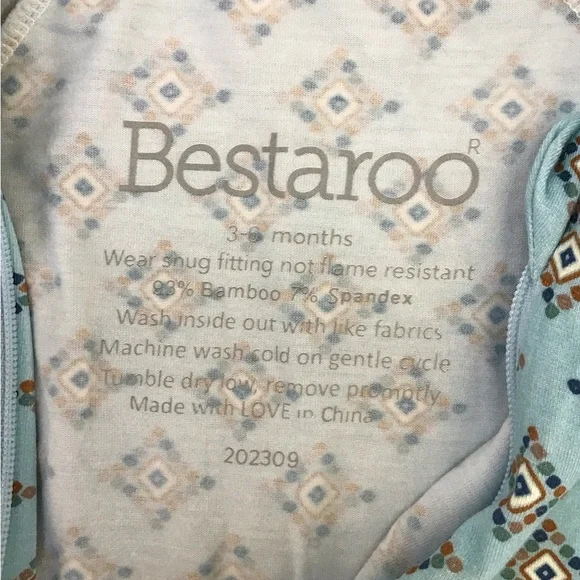 Bestaroo R
3-6 months
Wear snug fitting not flame resistant
93% Bamboo 7% Spandex
Wash inside out with like fabrics
Machine wash cold on gentle cycle
Tumble dry low, remove promptly
Made with LOVE in China
202309